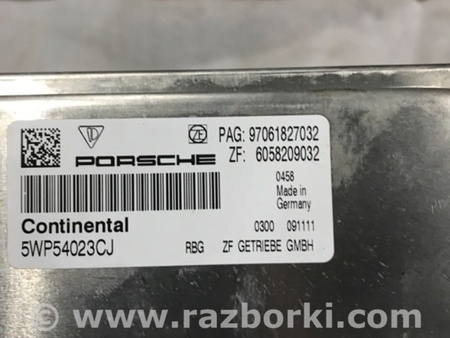 PAG: 97061827032
PORSCHE
ZF
ZF: 6058209032
0458
Made in
Germany
Continental
0300 091111
5WP54023CJ
RBG ZF GETRIEBE GMBH
www.razborki.com